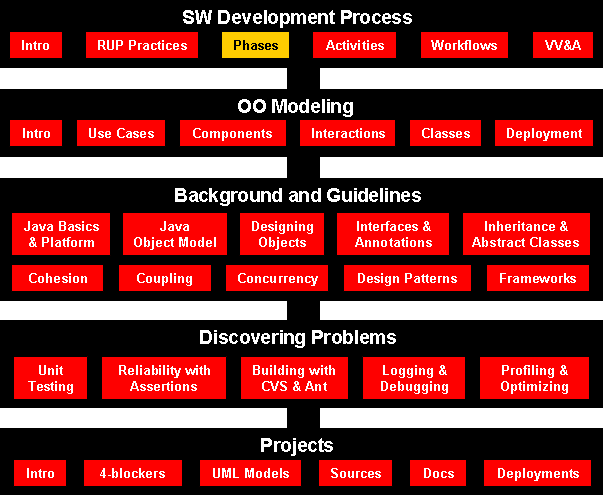 SW Development Process
Intro RUP Practices Phases Activities Workflows VV&A
OO Modeling
Intro Use Cases Components Interactions Classes Deployment
Background and Guidelines
Java Basics & Platform
Java Object Model
Designing Objects
Interfaces & Annotations
Inheritance & Abstract Classes
Cohesion Coupling Concurrency Design Patterns Frameworks
Discovering Problems
Unit Testing
Reliability with Assertions
Building with CVS & Ant
Logging & Debugging
Profiling & Optimizing
Projects
Intro 4-blockers UML Models Sources Docs Deployments